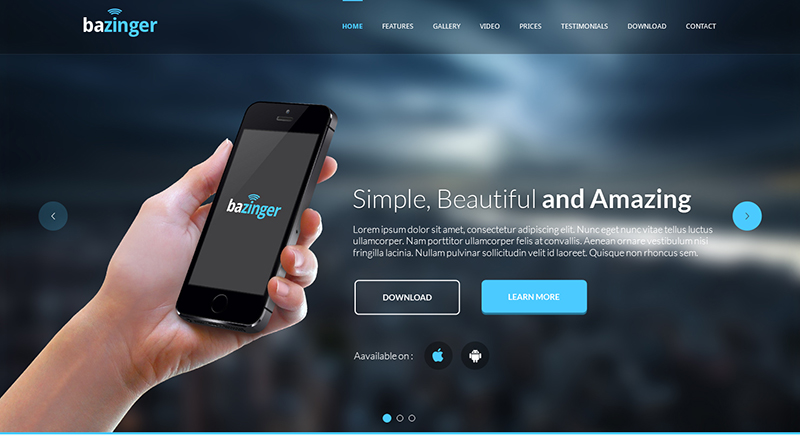 bazinger
HOME FEATURES GALLERY VIDEO PRICES TESTIMONIALS DOWNLOAD CONTACT
bazinger
Simple, Beautiful and Amazing
Lorem ipsum dolor sit amet, consectetur adipiscing elit. Nunc eget nunc vitae tellus luctus
ullamcorper. Nam porttitor ullamcorper felis at convallis. Aenean ornare vestibulum nisi
fringilla lacinia. Nullam pulvinar sollicitudin velit id laoreet. Quisque non rhoncus sem.
DOWNLOAD LEARN MORE
Aavailable on :